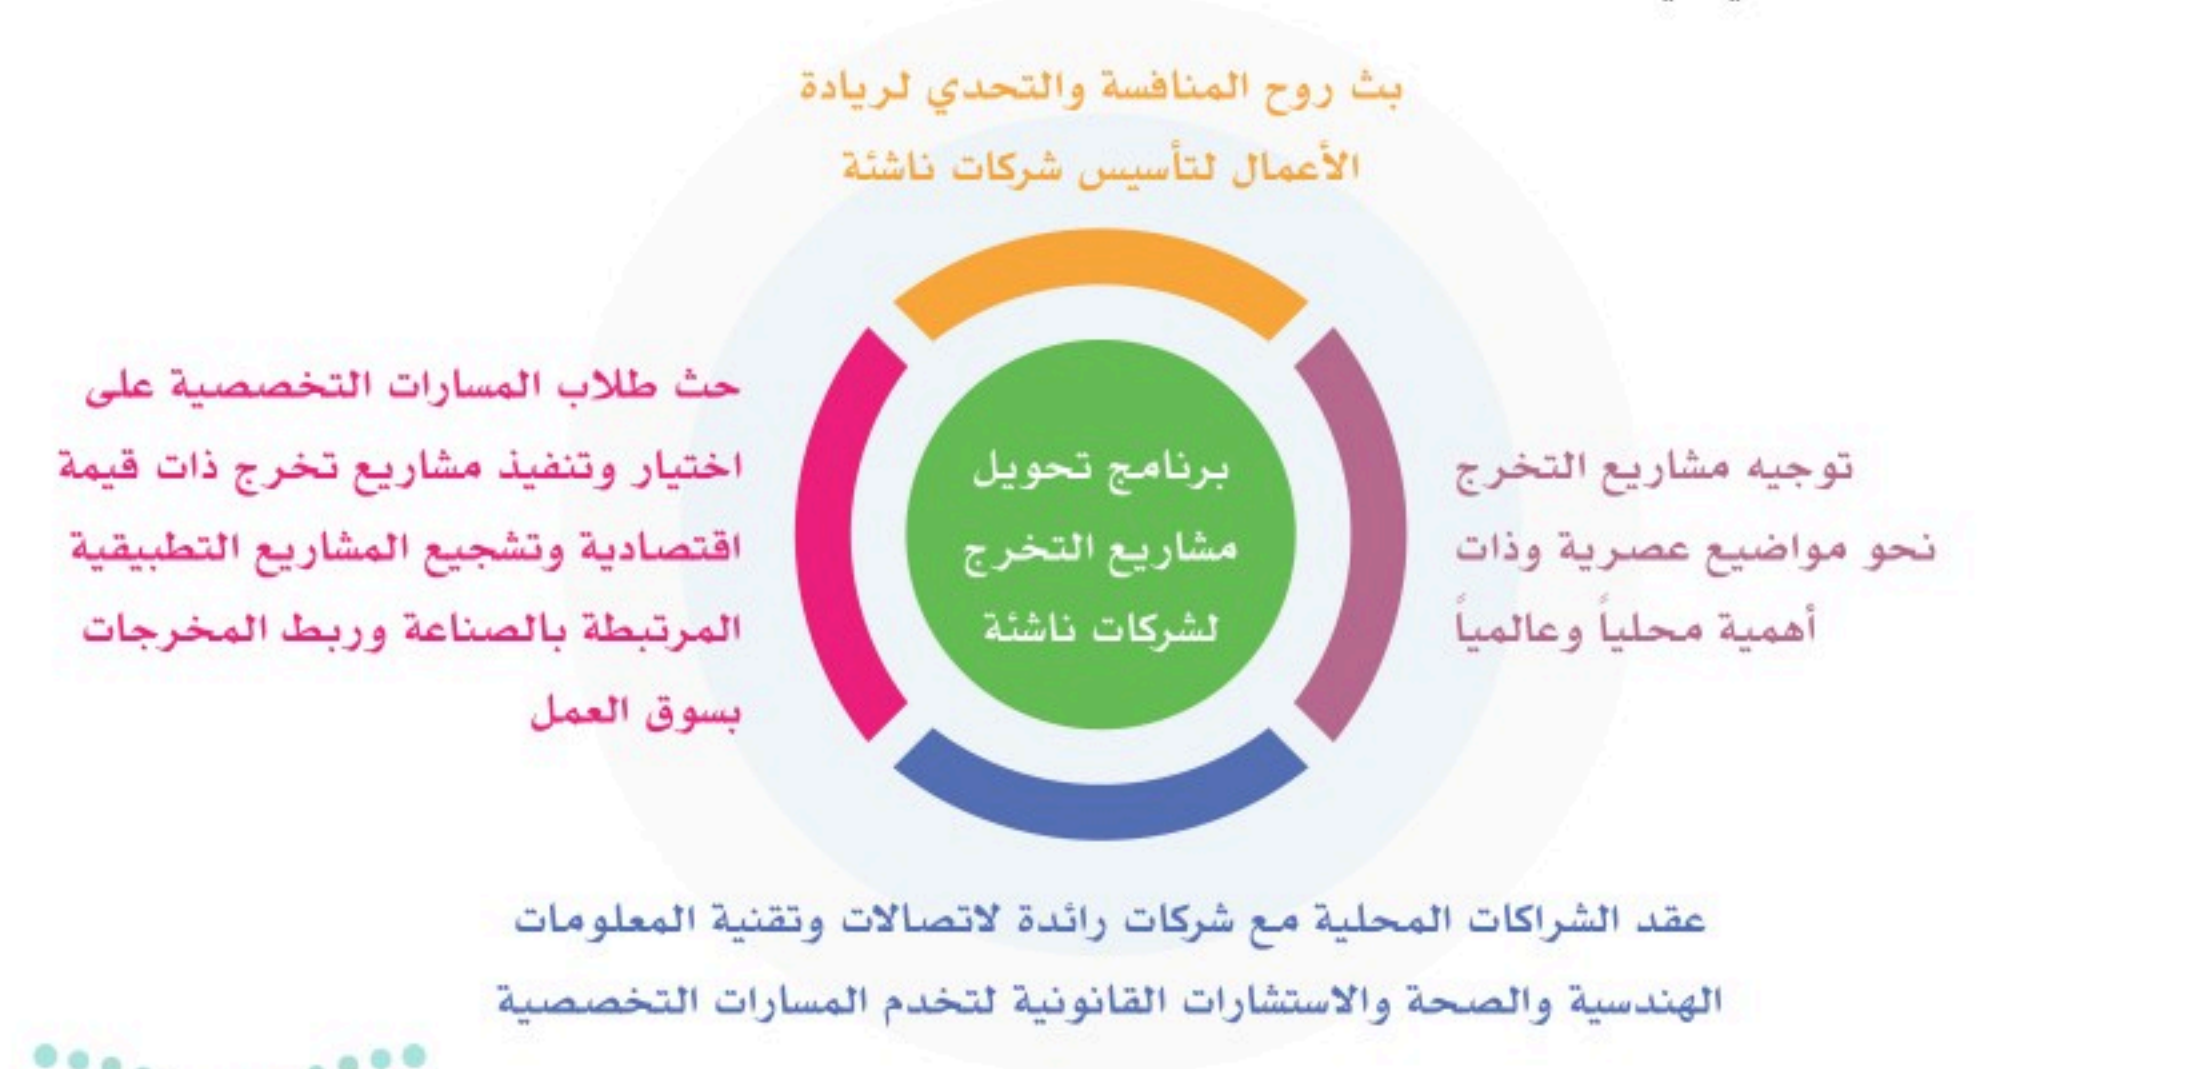 بث روح المنافسة والتحدي لريادة
الأعمال لتأسيس شركات ناشئة
توجيه مشاريع التخرج
نحو مواضيع عصرية وذات
أهمية محلياً وعالمياً
برنامج تحويل
مشاريع التخرج
لشركات ناشئة
حث طلاب المسارات التخصصية على
اختيار وتنفيذ مشاريع تخرج ذات قيمة
اقتصادية وتشجيع المشاريع التطبيقية
المرتبطة بالصناعة وربط المخرجات
بسوق العمل
عقد الشراكات المحلية مع شركات رائدة لاتصالات وتقنية المعلومات
الهندسية والصحة والاستشارات القانونية لتخدم المسارات التخصصية